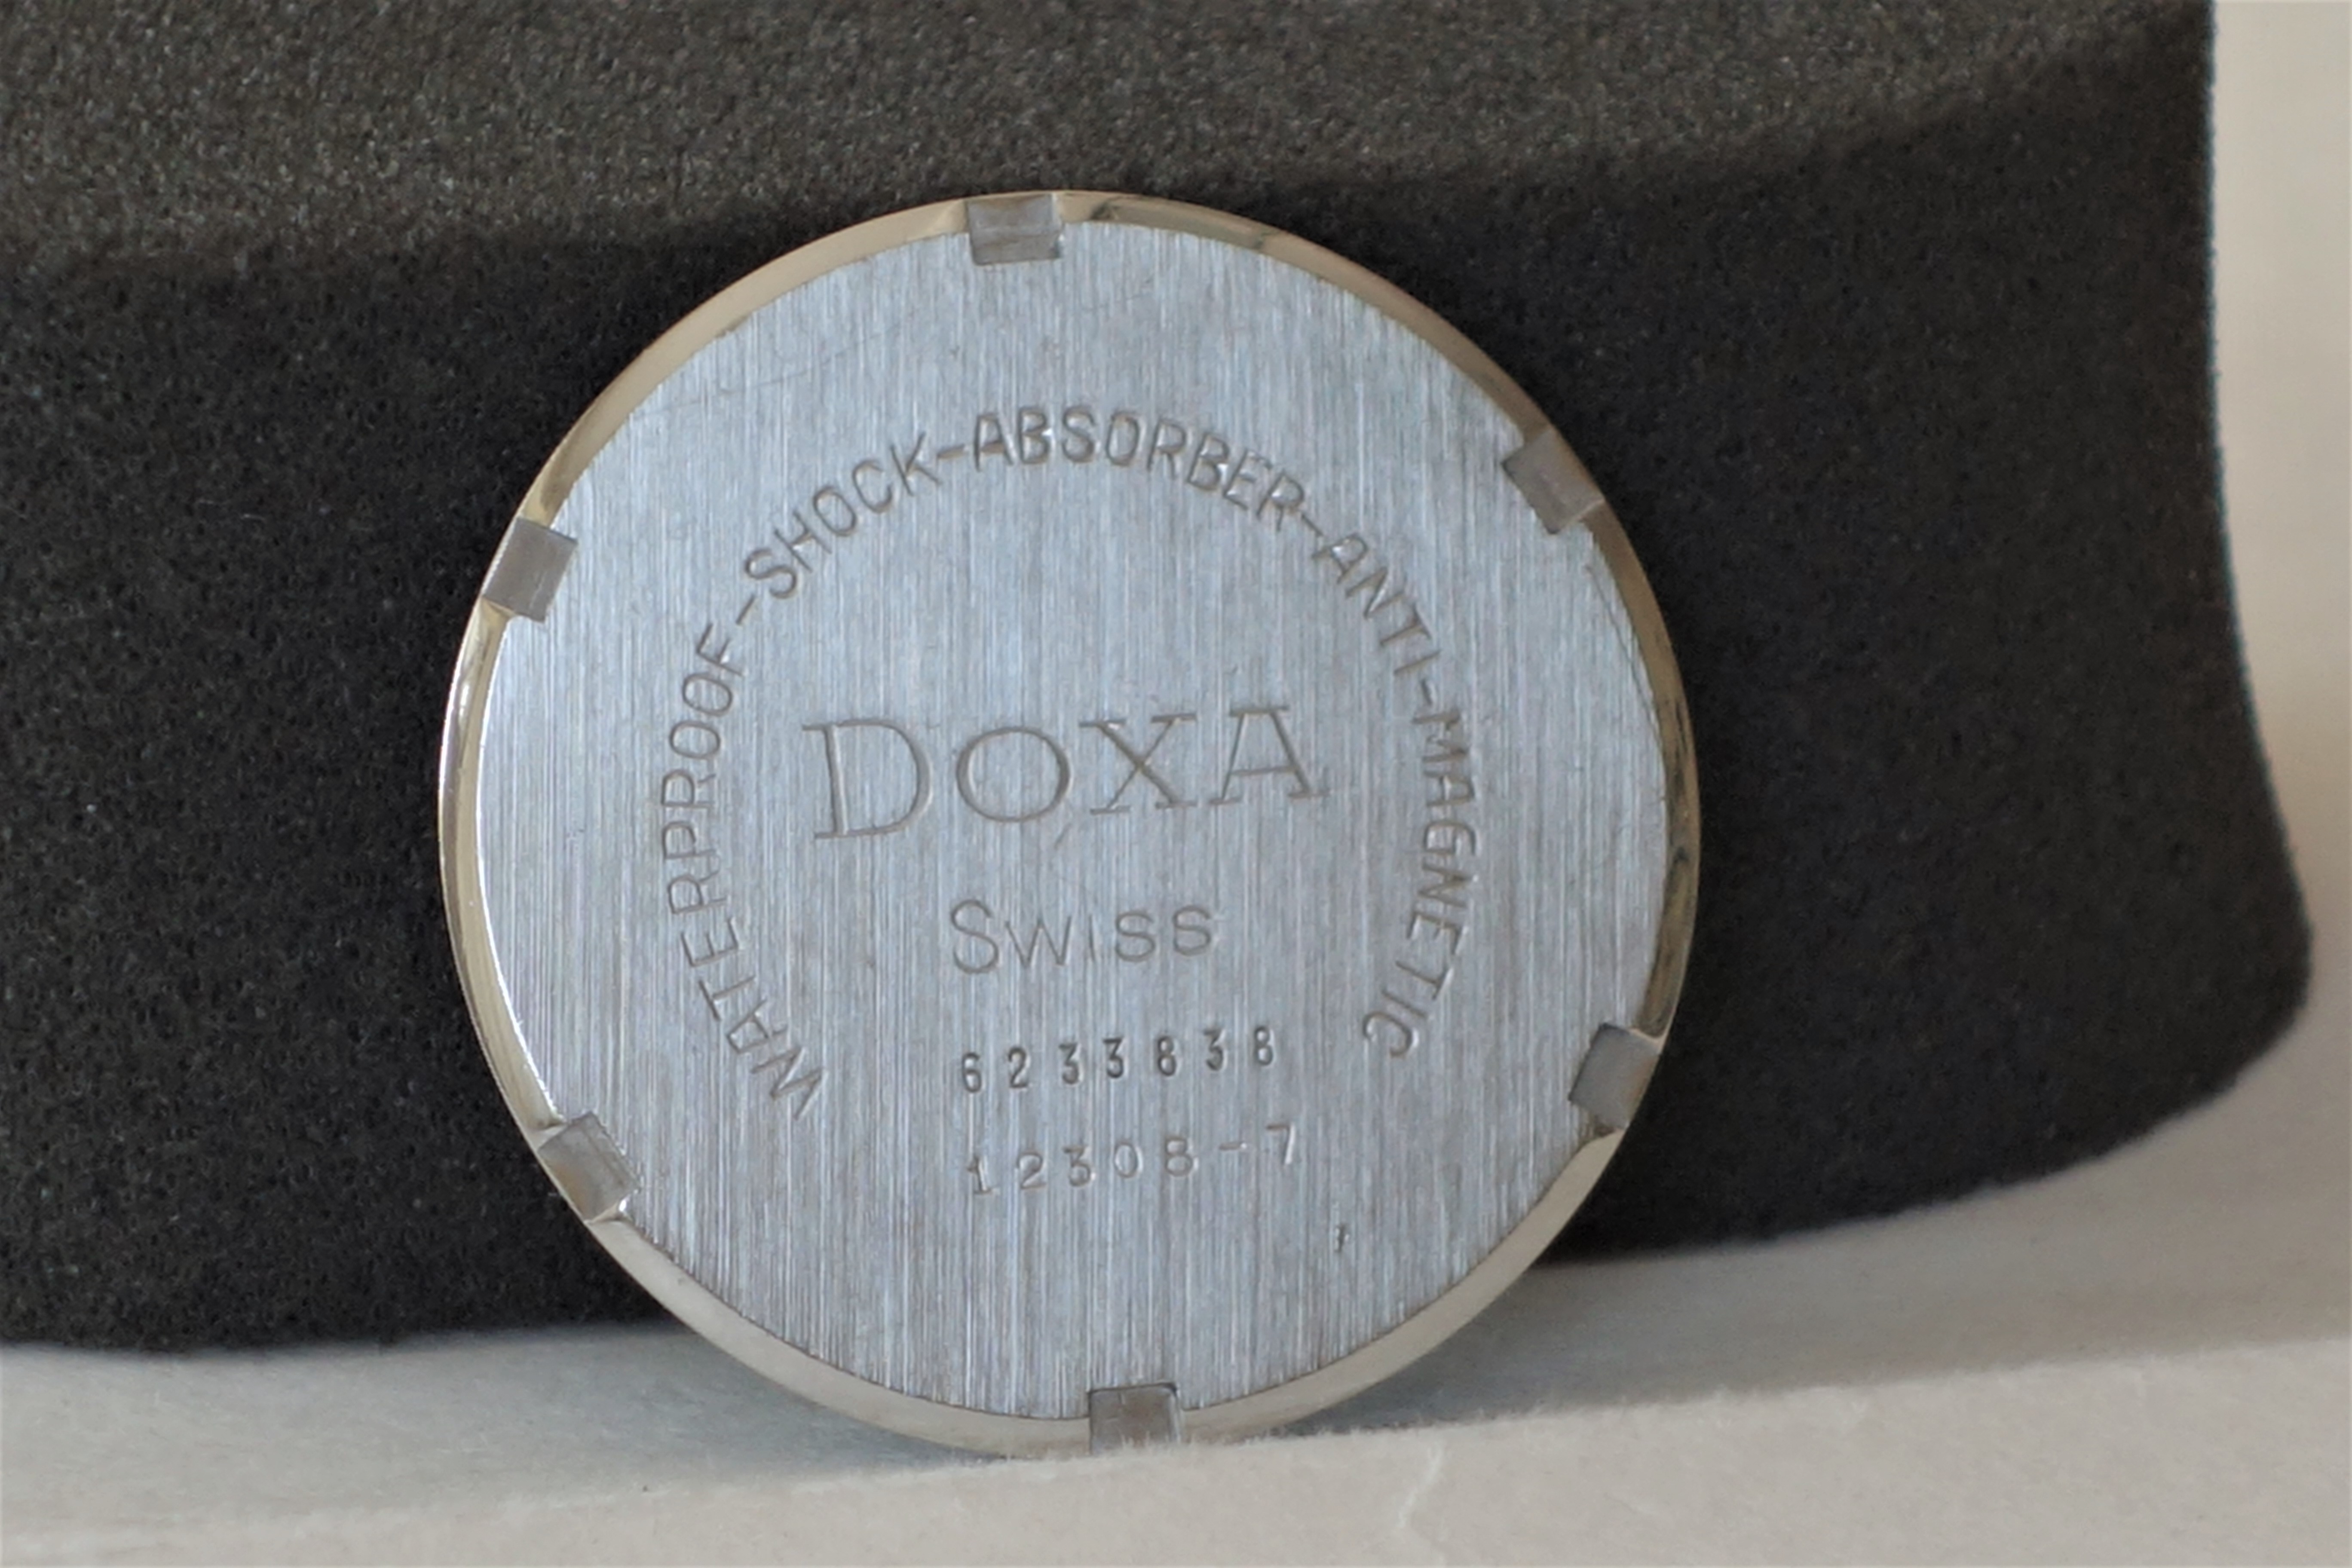 WATERPROOF-SHOCK-ABSORBER-ANTI-MAGNETIC
DOXA
SWISS
6233838
12308-7